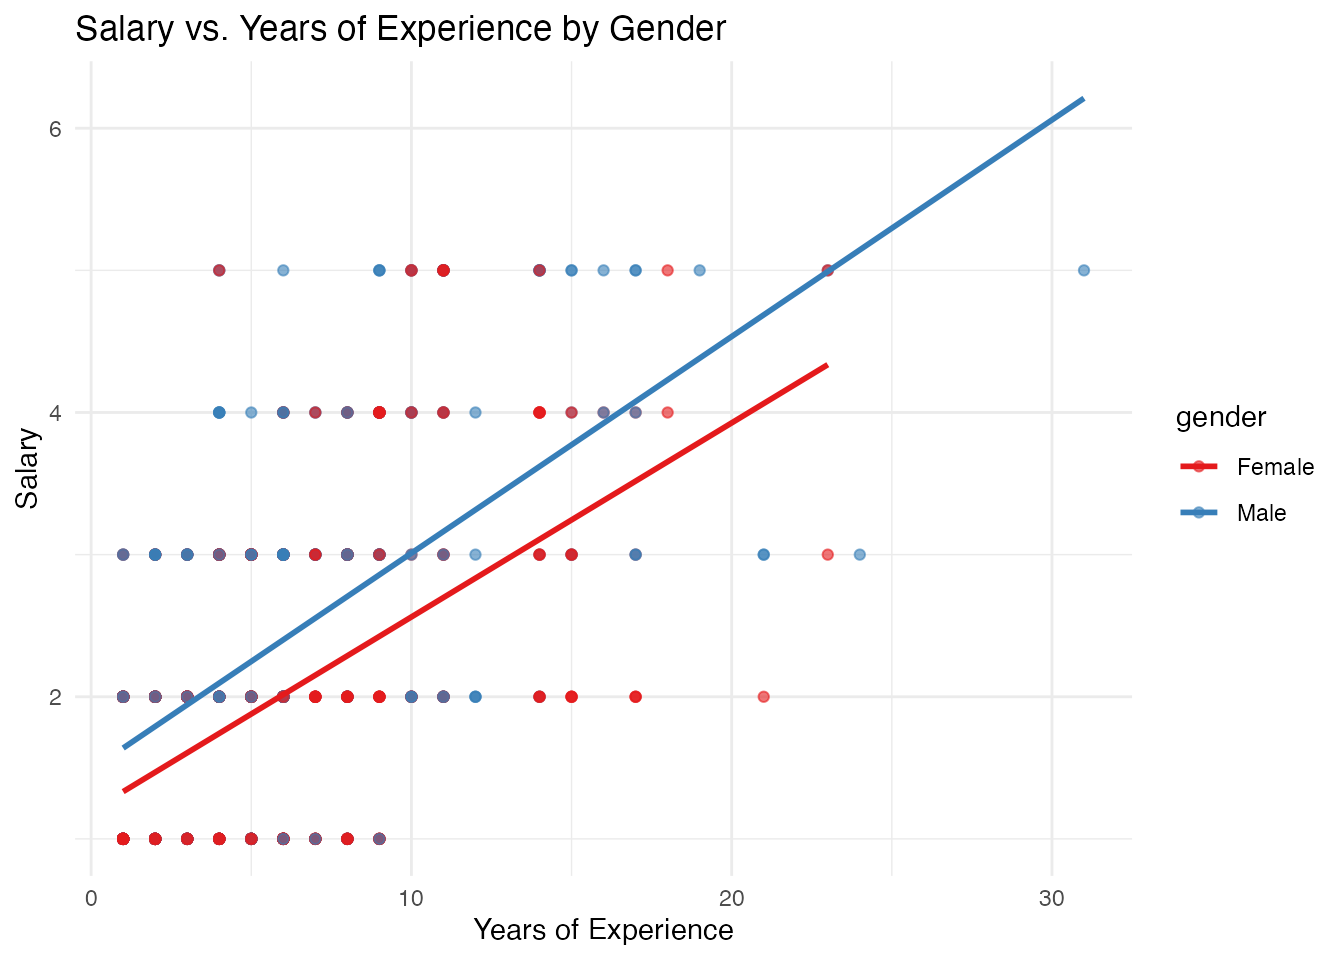 Salary vs. Years of Experience by Gender
6
4
2
Salary
0 10 20 30
Years of Experience
gender
Female
Male